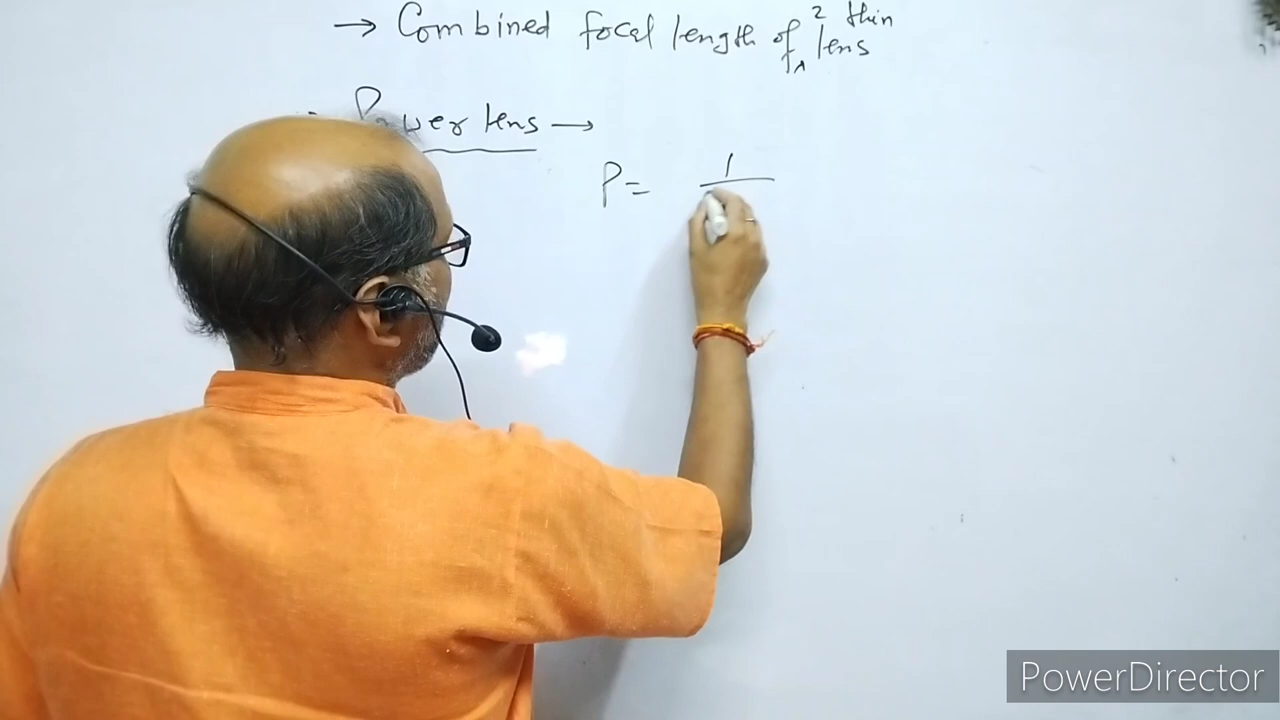 → Combined focal length of 2 thin lens
Power lens →
P = 1
PowerDirector